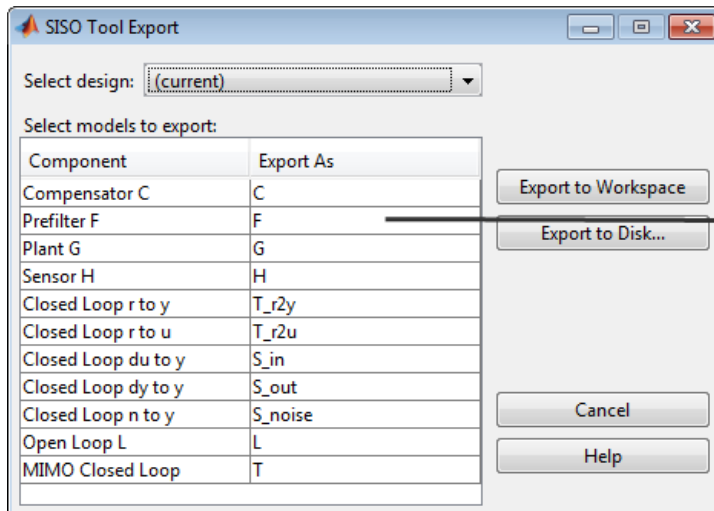 SISO Tool Export
Select design: (current)
Select models to export:
Component Export As
Compensator C C
Prefilter F F
Plant G G
Sensor H H
Closed Loop r to y T_r2y
Closed Loop r to u T_r2u
Closed Loop du to y S_in
Closed Loop dy to y S_out
Closed Loop n to y S_noise
Open Loop L L
MIMO Closed Loop T
Export to Workspace
Export to Disk...
Cancel
Help